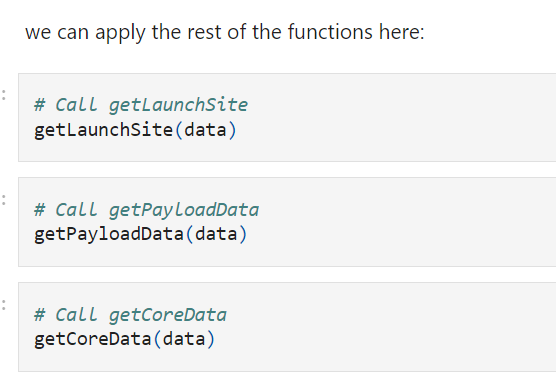 we can apply the rest of the functions here:
:
# Call getLaunchSite
getLaunchSite(data)
:
# Call getPayloadData
getPayloadData(data)
:
# Call getCoreData
getCoreData(data)